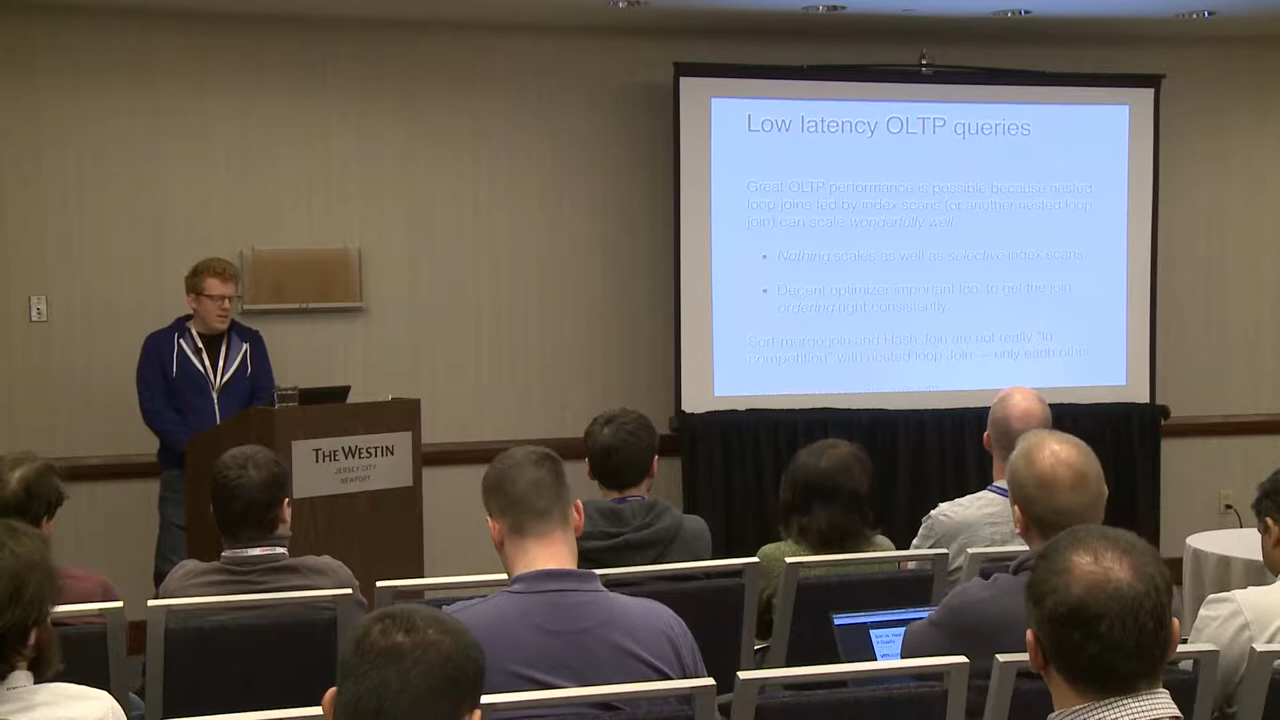 Low latency OLTP queries
Great OLTP performance is possible because nested
loop joins fed by index scans (or another nested loop
join) can scale wonderfully well
Nothing scales as well as selective index scans
Decent optimizer important too, to get the join
ordering right consistently
Sort-merge join and Hash Join are not really "in
competition" with nested loop Join — only each other
THE WESTIN
JERSEY CITY
NEWPORT
Sort vs. Hash